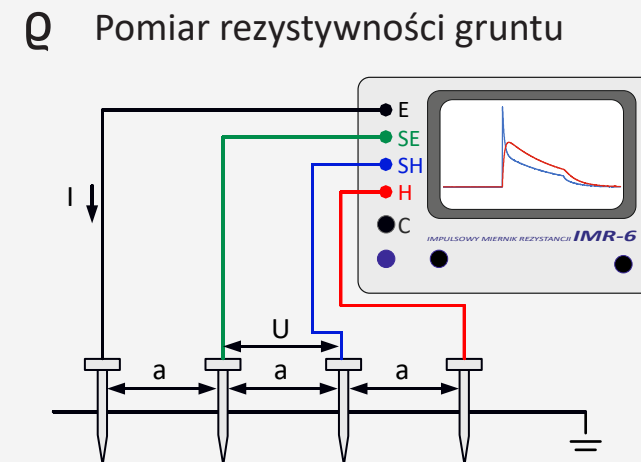 ϱ Pomiar rezystywności gruntu
E
SE
SH
H
C
IMPULSOWY MIERNIK REZYSTANCJI IMR-6
I
U
a a a